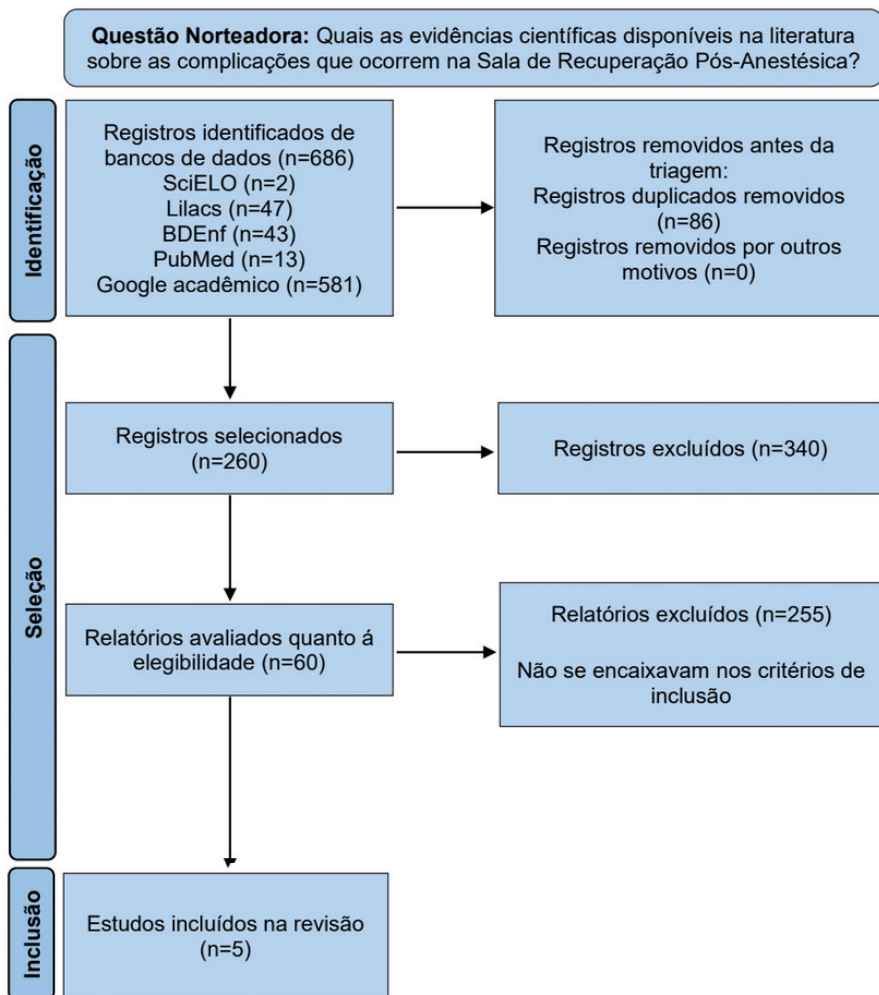 Questão Norteadora: Quais as evidências científicas disponíveis na literatura
sobre as complicações que ocorrem na Sala de Recuperação Pós-Anestésica?
Identificação
Registros identificados de
bancos de dados (n=686)
SciELO (n=2)
Lilacs (n=47)
BDEnf (n=43)
PubMed (n=13)
Google acadêmico (n=581)
Registros removidos antes da
triagem:
Registros duplicados removidos
(n=86)
Registros removidos por outros
motivos (n=0)
Seleção
Registros selecionados
(n=260)
Registros excluídos (n=340)
Relatórios avaliados quanto á
elegibilidade (n=60)
Relatórios excluídos (n=255)
Não se encaixavam nos critérios de
inclusão
Inclusão
Estudos incluídos na revisão
(n=5)